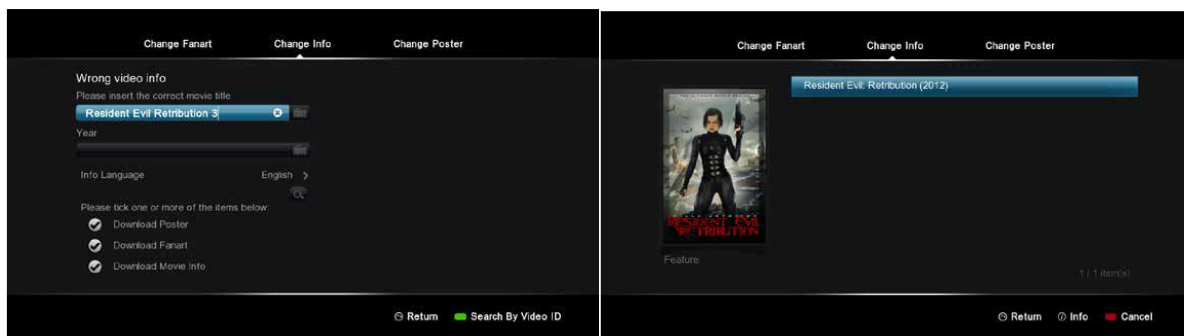 Change Fanart Change Info Change Poster
Wrong video info
Please insert the correct movie title
Resident Evil Retribution 3
Year
Info Language English
Please tick one or more of the items below:
Download Poster
Download Fanart
Download Movie Info
Return Search By Video ID
Change Fanart Change Info Change Poster
Resident Evil: Retribution (2012)
RESIDENT EVIL
RETRIBUTION
Feature
1 / 1 item(s)
Return Info Cancel